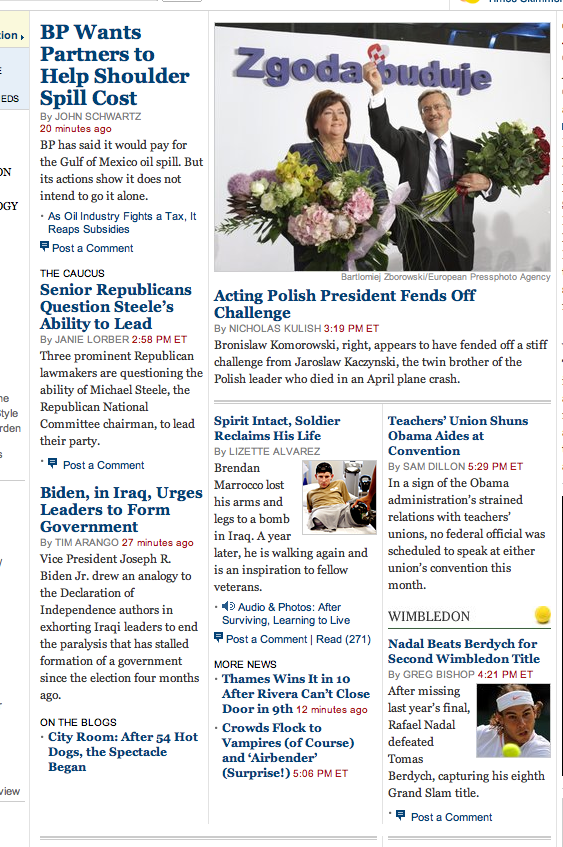 Times Skimmer
ion
E
EDS
ON
OGY
me
Style
rden
s
/
r
view
BP Wants
Partners to
Help Shoulder
Spill Cost
By JOHN SCHWARTZ
20 minutes ago
BP has said it would pay for
the Gulf of Mexico oil spill. But
its actions show it does not
intend to go it alone.
· As Oil Industry Fights a Tax, It
Reaps Subsidies
Post a Comment
THE CAUCUS
Senior Republicans
Question Steele's
Ability to Lead
By JANIE LORBER 2:58 PM ET
Three prominent Republican
lawmakers are questioning the
ability of Michael Steele, the
Republican National
Committee chairman, to lead
their party.
· Post a Comment
Biden, in Iraq, Urges
Leaders to Form
Government
By TIM ARANGO 27 minutes ago
Vice President Joseph R.
Biden Jr. drew an analogy to
the Declaration of
Independence authors in
exhorting Iraqi leaders to end
the paralysis that has stalled
formation of a government
since the election four months
ago.
ON THE BLOGS
· City Room: After 54 Hot
Dogs, the Spectacle
Began
Zgoda buduje
Bartlomiej Zborowski/European Pressphoto Agency
Acting Polish President Fends Off
Challenge
By NICHOLAS KULISH 3:19 PM ET
Bronislaw Komorowski, right, appears to have fended off a stiff
challenge from Jaroslaw Kaczynski, the twin brother of the
Polish leader who died in an April plane crash.
Spirit Intact, Soldier
Reclaims His Life
By LIZETTE ALVAREZ
Brendan
Marrocco lost
his arms and
legs to a bomb
in Iraq. A year
later, he is walking again and
is an inspiration to fellow
veterans.
· Audio & Photos: After
Surviving, Learning to Live
Post a Comment | Read (271)
MORE NEWS
· Thames Wins It in 10
After Rivera Can't Close
Door in 9th 12 minutes ago
· Crowds Flock to
Vampires (of Course)
and 'Airbender'
(Surprise!) 5:06 PM ET
Teachers' Union Shuns
Obama Aides at
Convention
By SAM DILLON 5:29 PM ET
In a sign of the Obama
administration's strained
relations with teachers'
unions, no federal official was
scheduled to speak at either
union's convention this
month.
WIMBLEDON
Nadal Beats Berdych for
Second Wimbledon Title
By GREG BISHOP 4:21 PM ET
After missing
last year's final,
Rafael Nadal
defeated
Tomas
Berdych, capturing his eighth
Grand Slam title.
· Post a Comment